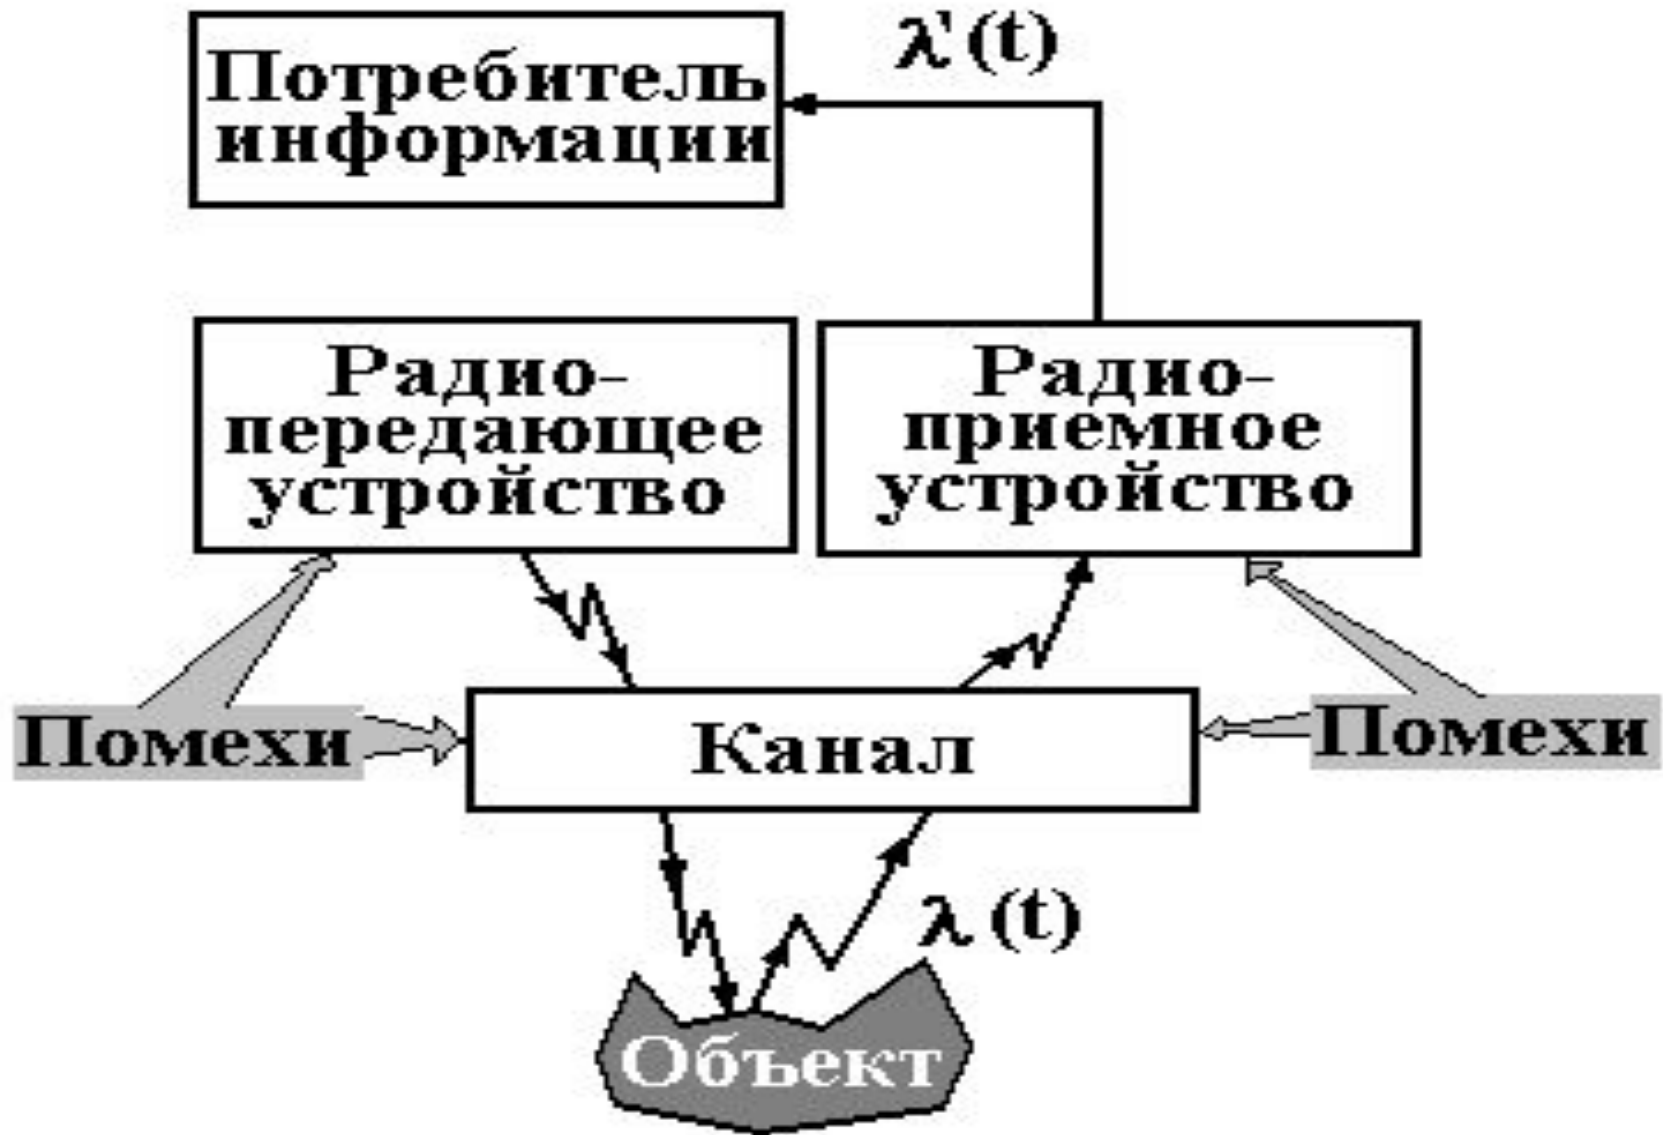 λ'(t)
Потребитель
информации
Радио-
передающее
устройство
Радио-
приемное
устройство
Помехи
Канал
Помехи
λ(t)
Объект